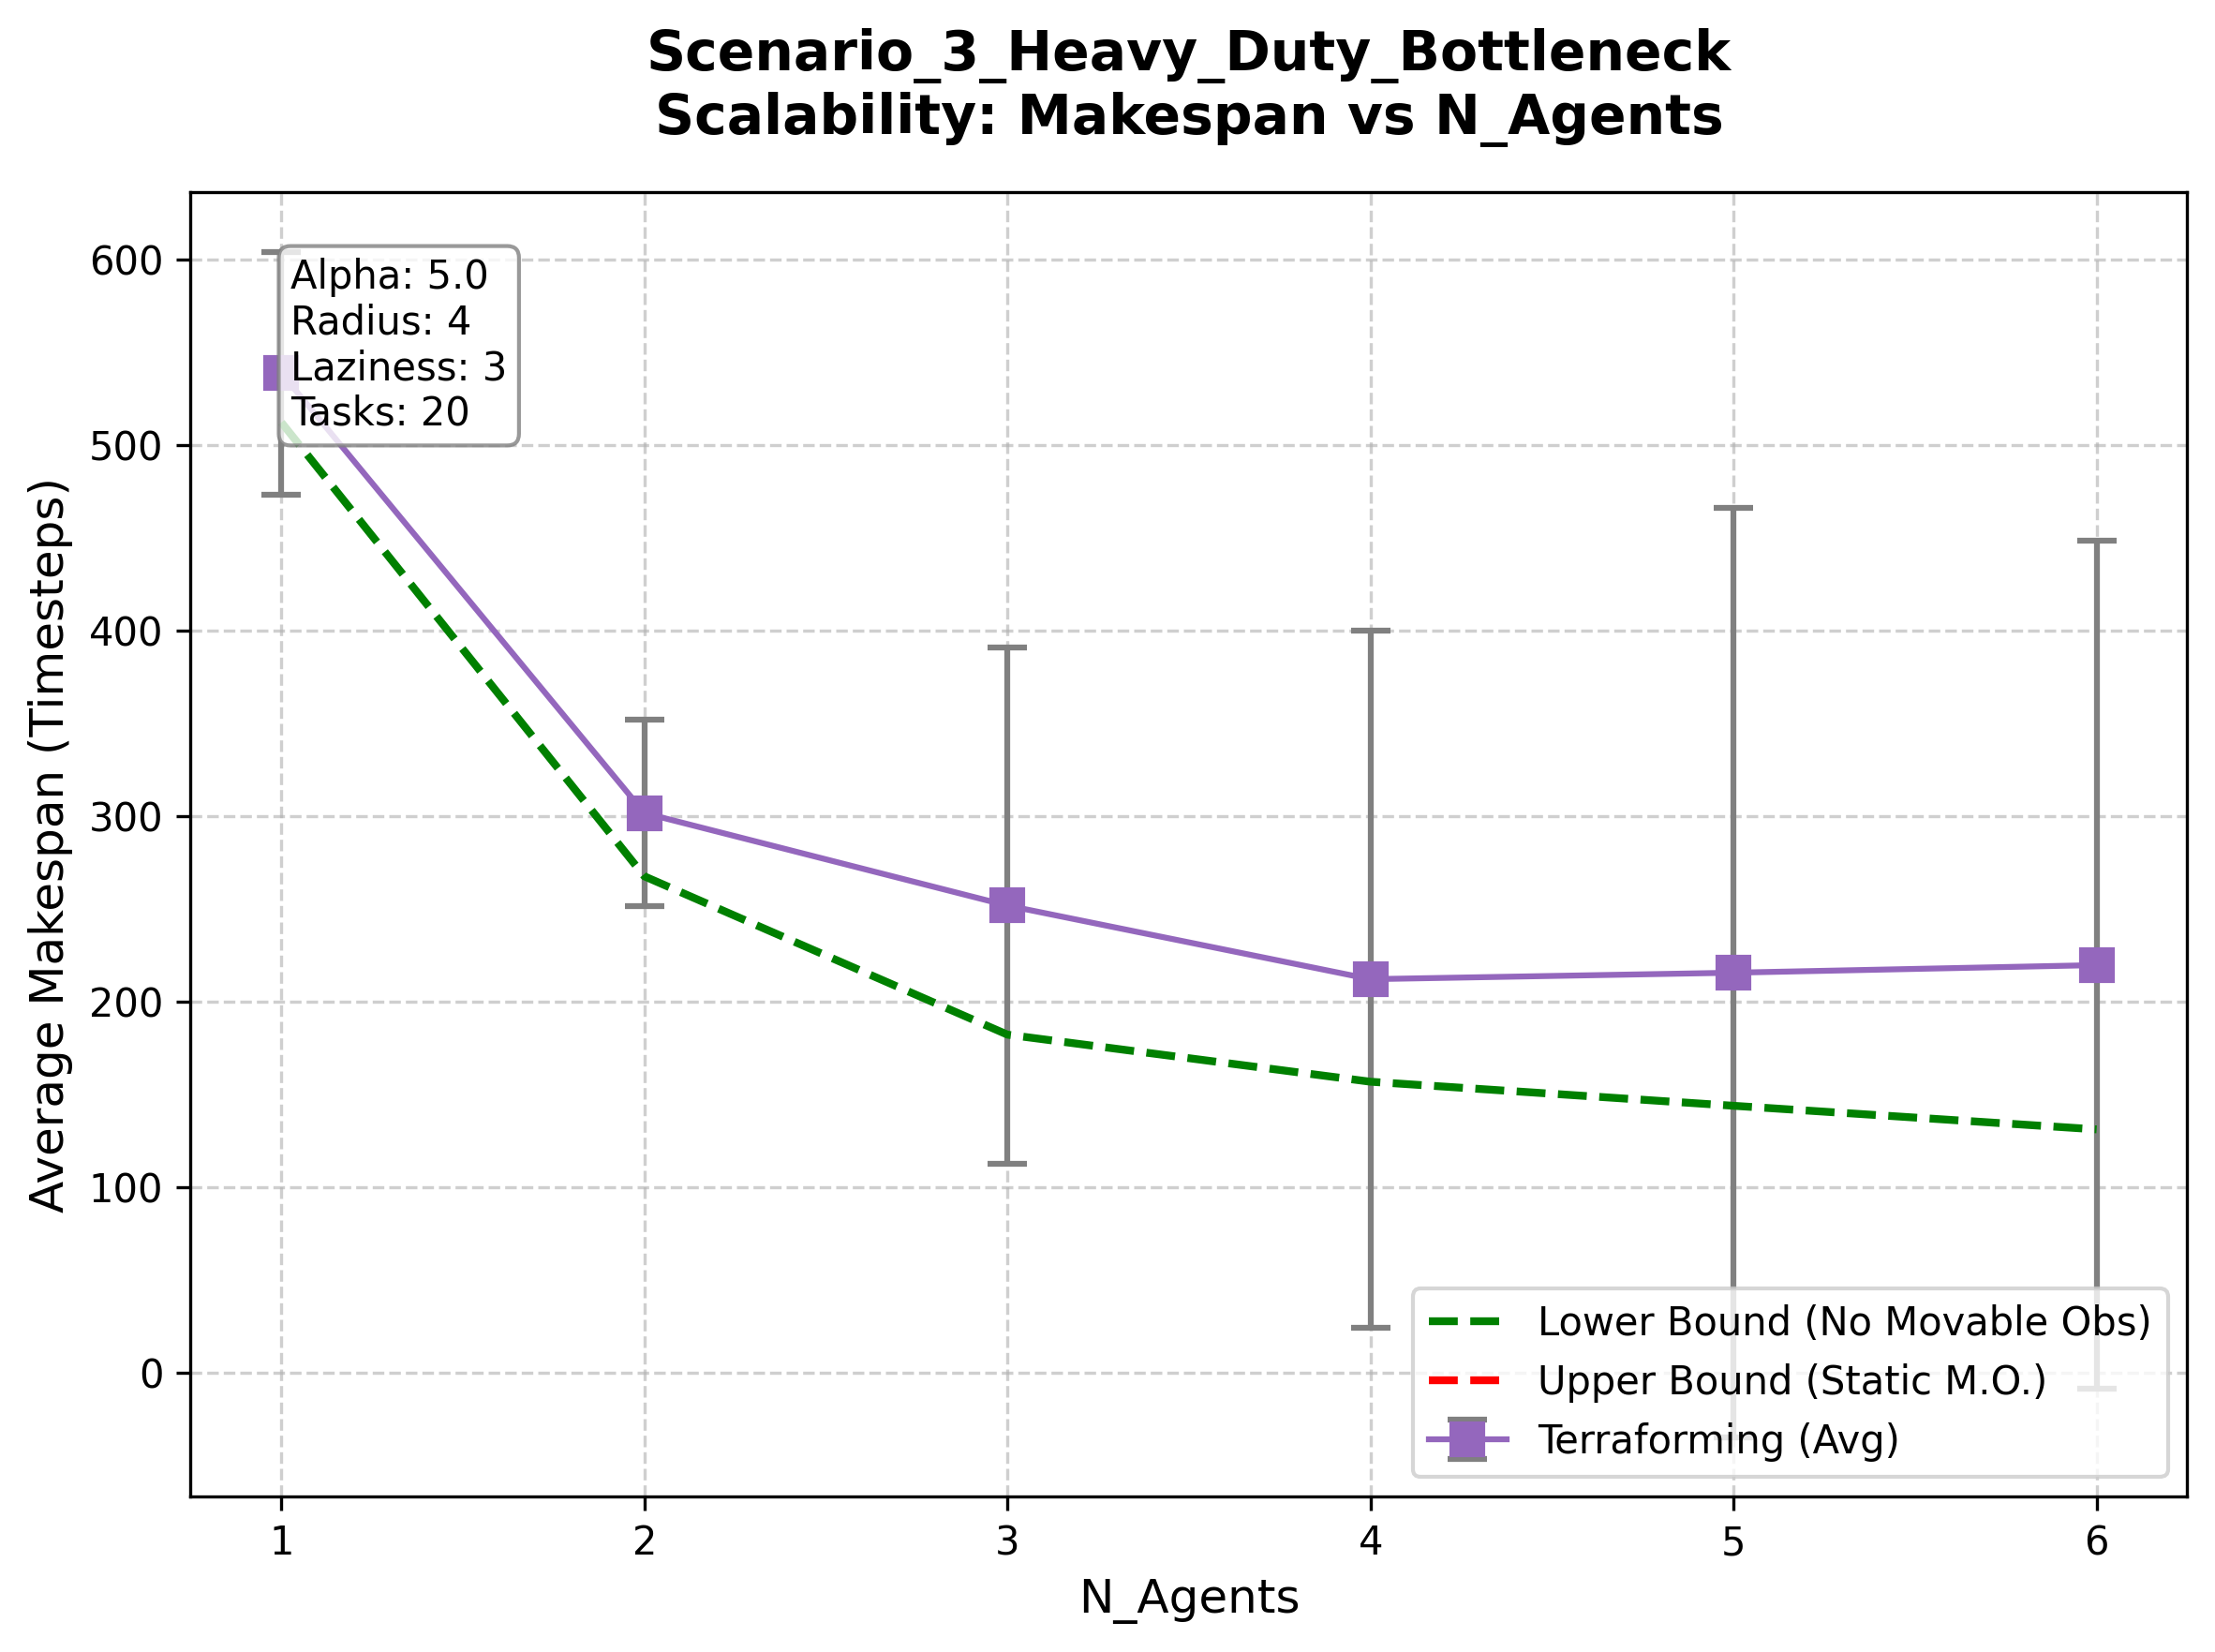 Scenario_3_Heavy_Duty_Bottleneck
Scalability: Makespan vs N_Agents
Average Makespan (Timesteps)
600
500
400
300
200
100
0
Alpha: 5.0
Radius: 4
Laziness: 3
Tasks: 20
Lower Bound (No Movable Obs)
Upper Bound (Static M.O.)
Terraforming (Avg)
1 2 3 4 5 6
N_Agents